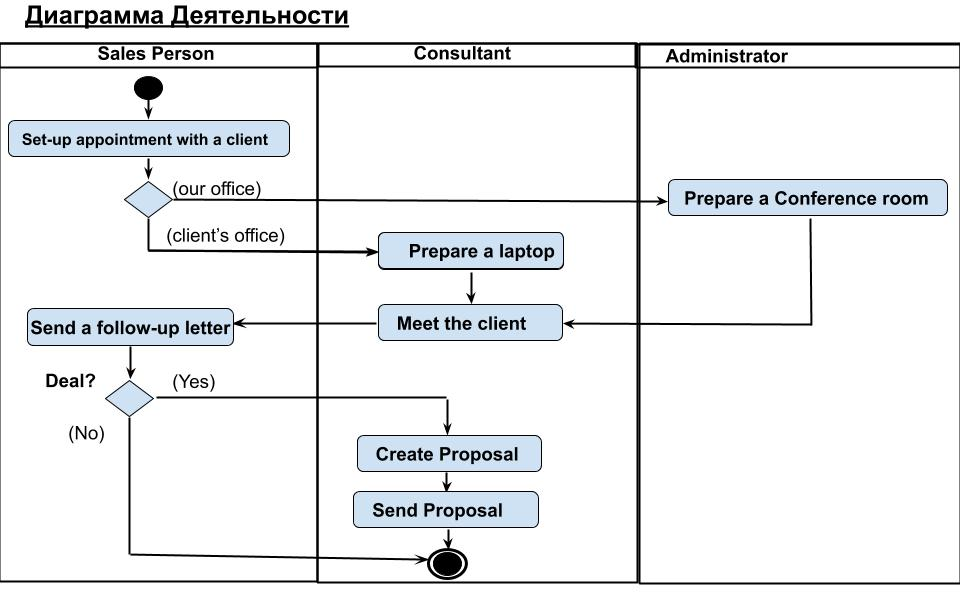 Диаграмма Деятельности
Sales Person
Consultant
Administrator
Set-up appointment with a client
(our office)
Prepare a Conference room
(client's office)
Prepare a laptop
Meet the client
Send a follow-up letter
Deal?
(Yes)
(No)
Create Proposal
Send Proposal